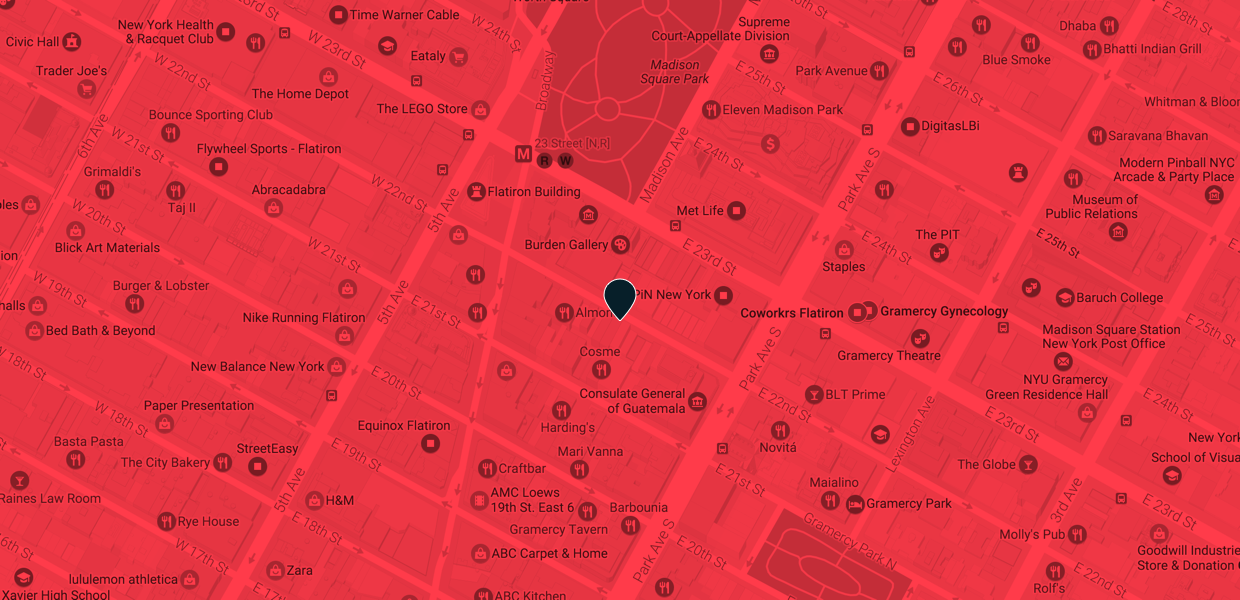 Time Warner Cable
W 23rd St
W 24th St
New York Health
& Racquet Club
Civic Hall
Trader Joe's
Eataly
The Home Depot
W 22nd St
Bounce Sporting Club
The LEGO Store
Broadway
Madison
Square Park
Supreme
Court-Appellate Division
E 25th St
Park Avenue
Blue Smoke
Dhaba
Bhatti Indian Grill
E 28th St
E 26th St
Whitman & Bloom
6th Ave
W 21st St
Flywheel Sports - Flatiron
Grimaldi's
Taj II
Abracadabra
W 22nd St
5th Ave
M
23 Street [N,R]
R
W
Flatiron Building
Eleven Madison Park
E 24th St
Madison Ave
DigitasLBi
Saravana Bhavan
Modern Pinball NYC
Arcade & Party Place
Museum of
Public Relations
E 25th St
Park Ave S
Met Life
W 20th St
Blick Art Materials
W 21st St
Burden Gallery
E 23rd St
E 24th St
The PIT
Staples
W 19th St
Burger & Lobster
Nike Running Flatiron
5th Ave
E 21st St
PiN New York
Coworkrs Flatiron
Gramercy Gynecology
Baruch College
E 25th St
Bed Bath & Beyond
Gramercy Theatre
Madison Square Station
New York Post Office
W 18th St
New Balance New York
Cosme
Park Ave S
NYU Gramercy
Green Residence Hall
E 20th St
Consulate General
of Guatemala
BLT Prime
E 22nd St
E 24th St
W 18th St
Paper Presentation
Equinox Flatiron
Harding's
Novitá
Lexington Ave
Basta Pasta
The City Bakery
StreetEasy
E 19th St
Mari Vanna
Craftbar
E 21st St
The Globe
School of Visual
New York
Raines Law Room
5th Ave
H&M
AMC Loews
19th St. East 6
Barbounia
Maialino
Gramercy Park
3rd Ave
E 23rd St
Rye House
E 18th St
Gramercy Tavern
Gramercy Park N
Molly's Pub
W 17th St
ABC Carpet & Home
Park Ave S
E 20th St
Goodwill Industries
Store & Donation
lululemon athletica
Zara
Rolf's
E 22nd St
Xavier High School
ABC Kitchen